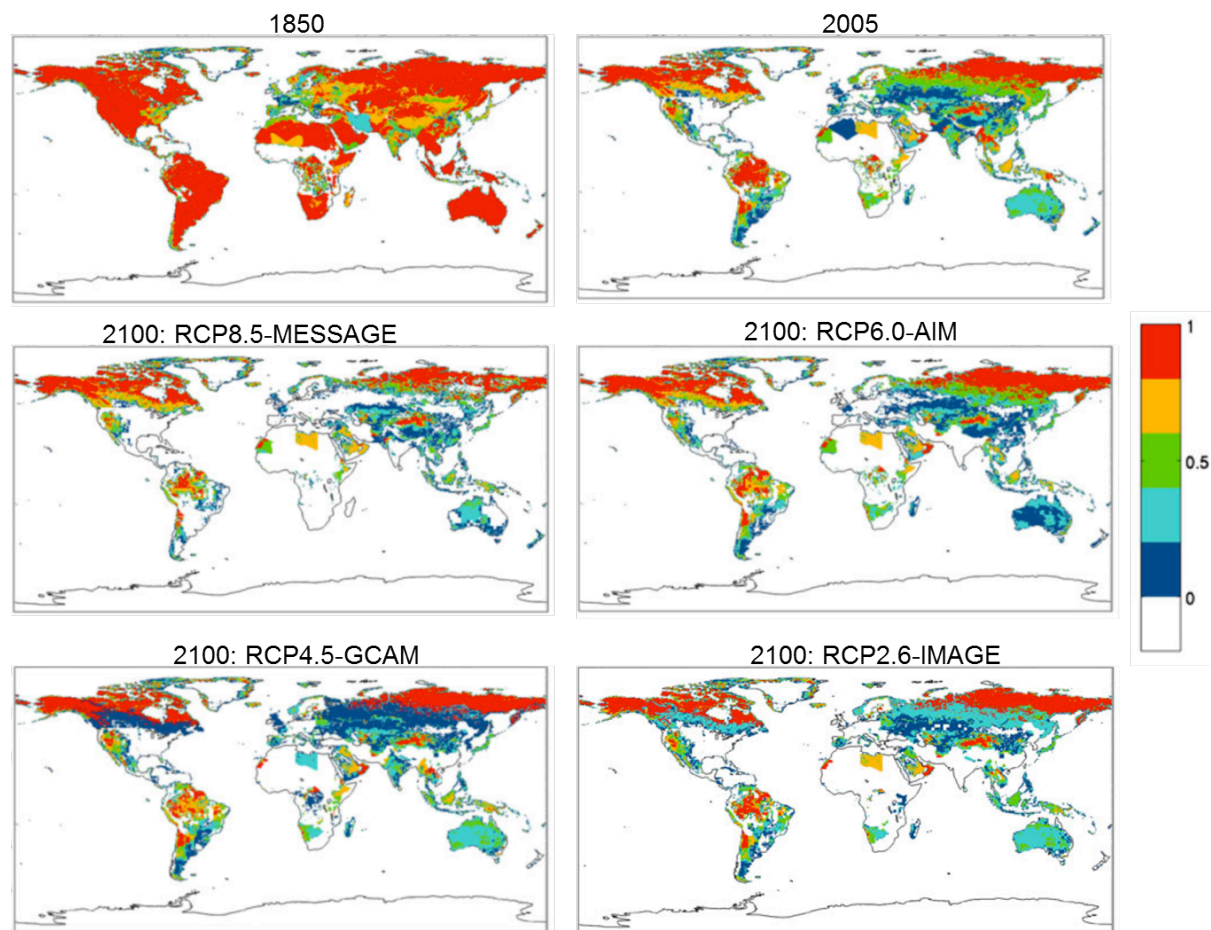 1850
2005
2100: RCP8.5-MESSAGE
2100: RCP6.0-AIM
1
0.5
0
2100: RCP4.5-GCAM
2100: RCP2.6-IMAGE